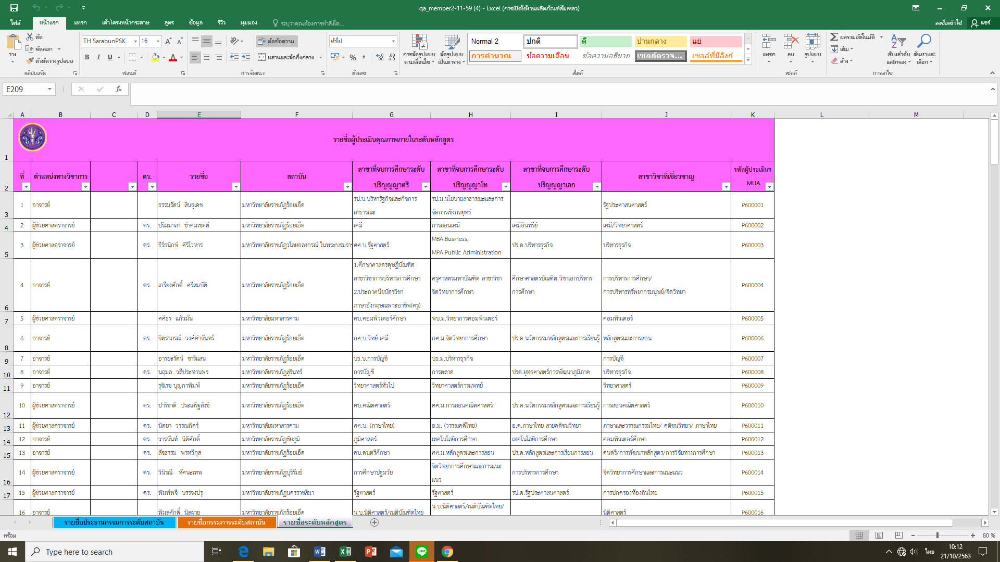 qa_member2-11-59 (4) - Excel (การเปิดใช้งานผลิตภัณฑ์ล้มเหลว)
ไฟล์ หน้าแรก แทรก เค้าโครงหน้ากระดาษ สูตร ข้อมูล รีวิว มุมมอง ระบุว่าคุณต้องการทำสิ่งใด... ลงชื่อเข้าใช้ แชร์
วาง ตัด คัดลอก ตัวคัดวางรูปแบบ คลิปบอร์ด
TH SarabunPSK 16 B I U ฟอนต์
ตัดข้อความ ผสานและจัดกึ่งกลาง การจัดแนว
ทั่วไป % ตัวเลข
การจัดรูปแบบตามเงื่อนไข จัดรูปแบบเป็นตาราง
Normal 2 ปกติ ดี ปานกลาง แย่
การคำนวณ ข้อความเตือน ข้อความอธิบาย เซลล์ตรวจ... เซลล์ที่มีลิงก์
สไตล์
แทรก ลบ รูปแบบ เซลล์
ผลรวมอัตโนมัติ เติม ล้าง เรียงลำดับและกรอง ค้นหาและเลือก การแก้ไข
E209 fx
A B C D E F G H I J K L M
1 รายชื่อผู้ประเมินคุณภาพภายในระดับหลักสูตร
2 ที่ ตำแหน่งทางวิชาการ ดร. รายชื่อ สถาบัน สาขาที่จบการศึกษาระดับปริญญาตรี สาขาที่จบการศึกษาระดับปริญญาโท สาขาที่จบการศึกษาระดับปริญญาเอก สาขาวิชาที่เชี่ยวชาญ รหัสผู้ประเมินฯ MUA
3 1 อาจารย์ ธรรมรัตน์ สินธุเดช มหาวิทยาลัยราชภัฏร้อยเอ็ด รป.บ.บริหารัฐกิจและกิจการสาธารณะ รป.ม.นโยบายสาธารณะและการจัดการเชิงกลยุทธ์ รัฐประศาสนศาสตร์ P600001
4 2 ผู้ช่วยศาสตราจารย์ ดร. ปริ่มมาลา ขำคมเขตต์ มหาวิทยาลัยราชภัฏร้อยเอ็ด เคมี การสอนเคมี เคมีอินทรีย์ เคมี/วิทยาศาสตร์ P600002
5 3 ผู้ช่วยศาสตราจารย์ ดร. ธีร์ธนิกษ์ ศิริโวหาร มหาวิทยาลัยราชภัฏวไลยอลงกรณ์ ในพระบรมรา ศศ.บ.รัฐศาสตร์ MBA.Business, MPA.Public Administration ปร.ด.บริหารธุรกิจ บริหารธุรกิจ P600003
6 4 อาจารย์ ดร. เกรียงศักดิ์ ศรีสมบัติ มหาวิทยาลัยราชภัฏร้อยเอ็ด 1.ศึกษาศาสตรดุษฎีบัณฑิต สาขาวิชาการบริหารการศึกษา 2.ประกาศนียบัตรวิชาภาษาอังกฤษเฉพาะอาชีพ(ครู) ครุศาสตรมหาบัณฑิต สาขาวิชาจิตวิทยาการศึกษา ศึกษาศาสตรบัณฑิต วิชาเอกบริหารการศึกษา การบริหารการศึกษา/การบริหารทรัพยากรมนุษย์/จิตวิทยา P600004
7 5 ผู้ช่วยศาสตราจารย์ ศศิธร แก้วมั่น มหาวิทยาลัยมหาสารคาม คบ.คอมพิวเตอร์ศึกษา พบ.ม.วิทยาการคอมพิวเตอร์ คอมพิวเตอร์ P600005
8 6 อาจารย์ ดร. จิตราภรณ์ วงศ์คำจันทร์ มหาวิทยาลัยราชภัฏร้อยเอ็ด กศ.บ.วิทย์ เคมี กศ.ม.จิตวิทยาการศึกษา ปร.ด.นวัตกรรมหลักสูตรและการเรียนรู้ หลักสูตรและการสอน P600006
9 7 อาจารย์ อารยะรัตน์ ชารีแสน มหาวิทยาลัยราชภัฏร้อยเอ็ด บธ.บ.การบัญชี บธ.ม.บริหารธุรกิจ การบัญชี P600007
10 8 อาจารย์ ดร. นฤมล วลีประทานพร มหาวิทยาลัยราชภัฏสุรินทร์ การบัญชี การตลาด ปรด.ยุทธศาสตร์การพัฒนาภูมิภาค บริหารธุรกิจ P600008
11 9 อาจารย์ รุจิเรข บุญกาพิมพ์ มหาวิทยาลัยราชภัฏร้อยเอ็ด วิทยาศาสตร์ทั่วไป วิทยาศาสตร์การแพทย์ วิทยาศาสตร์ P600009
12 10 ผู้ช่วยศาสตราจารย์ ดร. ปาริชาติ ประเสริฐสังข์ มหาวิทยาลัยราชภัฏร้อยเอ็ด คบ.คณิตศาสตร์ ศศ.ม.การสอนคณิตศาสตร์ ปร.ด.นวัตกรรมหลักสูตรและการเรียนรู้ การสอนคณิตศาสตร์ P600010
13 11 ผู้ช่วยศาสตราจารย์ ดร. นิตยา วรรณกิตร์ มหาวิทยาลัยมหาสารคาม ศศ.บ. (ภาษาไทย) อ.ม. (วรรณคดีไทย) อ.ด.ภาษาไทย สายคติชนวิทยา ภาษาและวรรณกรรมไทย/ คติชนวิทยา/ ภาษาไทย P600011
14 12 อาจารย์ ดร. วารนันท์ นิติศักดิ์ มหาวิทยาลัยราชภัฏชัยภูมิ ภูมิศาสตร์ เทคโนโลยีการศึกษา เทคโนโลยีการศึกษา คอมพิวเตอร์ศึกษา P600012
15 13 อาจารย์ ดร. สัจธรรม พรทวีกุล มหาวิทยาลัยราชภัฏร้อยเอ็ด คบ.ดนตรีศึกษา ศศ.ม.หลักสูตรและการสอน ปร.ด.หลักสูตรและการเรียนการสอน ดนตรี/การพัฒนาหลักสูตร/การวิจัยทางการศึกษา P600013
16 14 ผู้ช่วยศาสตราจารย์ ดร. วินิรณี ทัศนะเทพ มหาวิทยาลัยราชภัฏบุรีรัมย์ การศึกษาปฐมวัย จิตวิทยาการศึกษาและการแนะแนว การบริหารการศึกษา จิตวิทยาการศึกษาและการแนะแนว P600014
17 15 ผู้ช่วยศาสตราจารย์ ดร. พิมพ์พจี บรรจงปรุ มหาวิทยาลัยราชภัฏนครราชสีมา รัฐศาสตร์ รัฐศาสตร์ รป.ด.รัฐประศาสนศาสตร์ การปกครองท้องถิ่นไทย P600015
16 อาจารย์ พิมลศักดิ์ นิลผาย มหาวิทยาลัยราชภัฏร้อยเอ็ด น.บ.นิติศาสตร์/เนติบัณฑิตไทย น.บ.นิติศาสตร์/เนติบัณฑิตไทย/ นิติศาสตร์ P600016
รายชื่อประธานกรรมการระดับสถาบัน รายชื่อกรรมการระดับสถาบัน รายชื่อระดับหลักสูตร
พร้อม 80 %
Type here to search LINE ไทย 10:12
21/10/2563